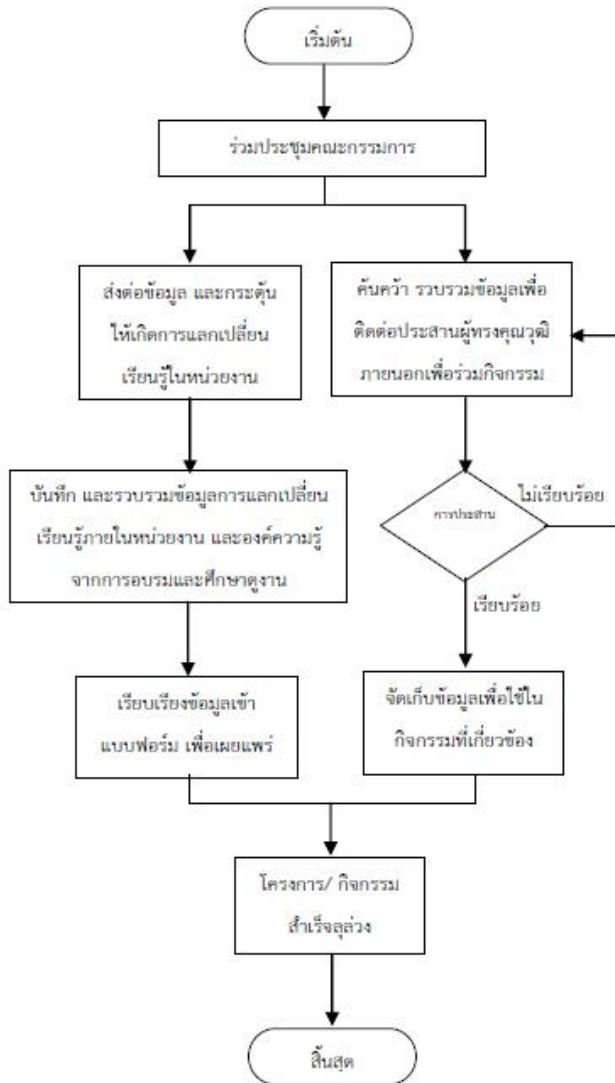 เริ่มต้น
ร่วมประชุมคณะกรรมการ
ส่งต่อข้อมูล และกระตุ้น
ให้เกิดการแลกเปลี่ยน
เรียนรู้ในหน่วยงาน
ค้นคว้า รวบรวมข้อมูลเพื่อ
ติดต่อประสานผู้ทรงคุณวุฒิ
ภายนอกเพื่อร่วมกิจกรรม
บันทึก และรวบรวมข้อมูลการแลกเปลี่ยน
เรียนรู้ภายในหน่วยงาน และองค์ความรู้
จากการอบรมและศึกษาดูงาน
การประสาน
ไม่เรียบร้อย
เรียบร้อย
เรียบเรียงข้อมูลเข้า
แบบฟอร์ม เพื่อเผยแพร่
จัดเก็บข้อมูลเพื่อใช้ใน
กิจกรรมที่เกี่ยวข้อง
โครงการ/ กิจกรรม
สำเร็จลุล่วง
สิ้นสุด